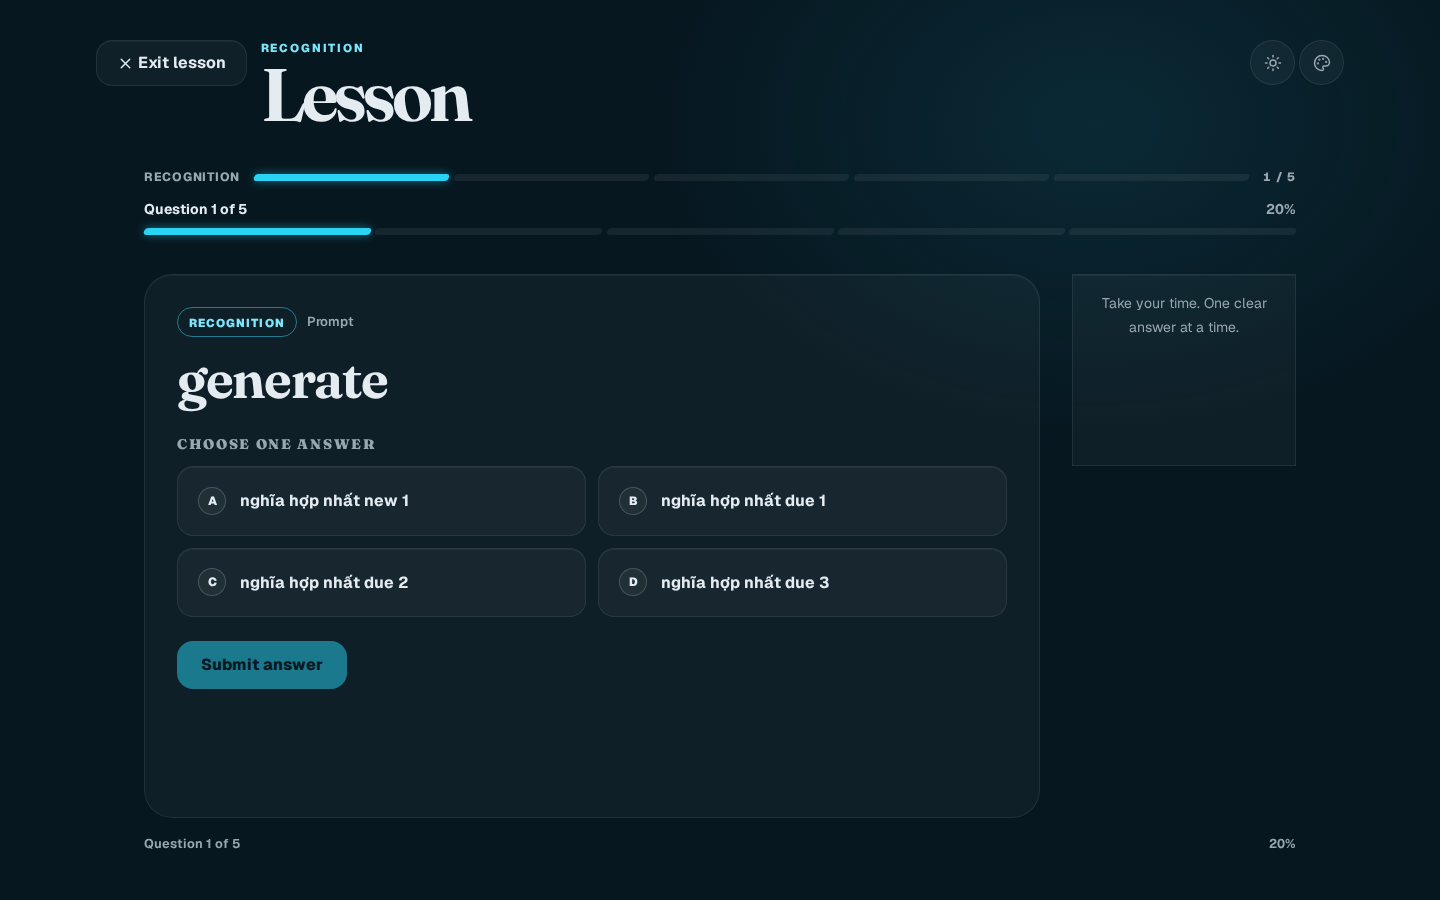 Exit lesson
RECOGNITION
Lesson
RECOGNITION
1 / 5
Question 1 of 5
20%
RECOGNITION
Prompt
generate
CHOOSE ONE ANSWER
A nghĩa hợp nhất new 1
B nghĩa hợp nhất due 1
C nghĩa hợp nhất due 2
D nghĩa hợp nhất due 3
Submit answer
Take your time. One clear
answer at a time.
Question 1 of 5
20%